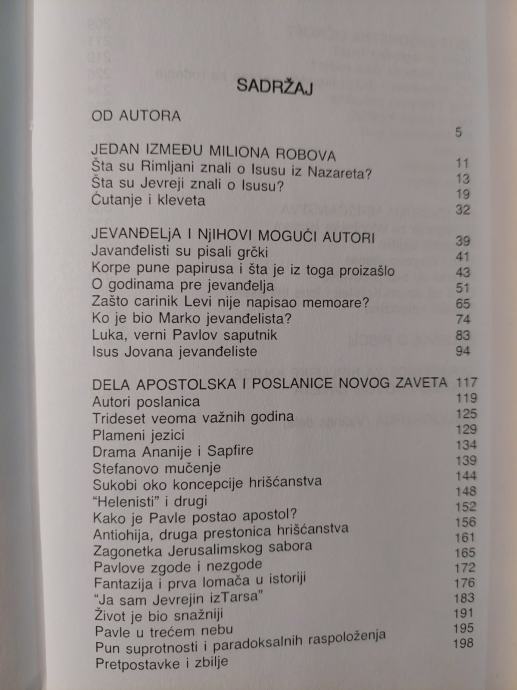 SADRŽAJ
OD AUTORA 5
JEDAN IZMEĐU MILIONA ROBOVA 11
Šta su Rimljani znali o Isusu iz Nazareta? 13
Šta su Jevreji znali o Isusu? 19
Ćutanje i kleveta 32
JEVANĐELjA I NjIHOVI MOGUĆI AUTORI 39
Javanđelisti su pisali grčki 41
Korpe pune papirusa i šta je iz toga proizašlo 43
O godinama pre jevanđelja 51
Zašto carinik Levi nije napisao memoare? 65
Ko je bio Marko jevanđelista? 74
Luka, verni Pavlov saputnik 83
Isus Jovana jevanđeliste 94
DELA APOSTOLSKA I POSLANICE NOVOG ZAVETA 117
Autori poslanica 119
Trideset veoma važnih godina 125
Plameni jezici 129
Drama Ananije i Sapfire 134
Stefanovo mučenje 139
Sukobi oko koncepcije hrišćanstva 144
“Helenisti” i drugi 148
Kako je Pavle postao apostol? 152
Antiohija, druga prestonica hrišćanstva 156
Zagonetka Jerusalimskog sabora 161
Pavlove zgode i nezgode 165
Fantazija i prva lomača u istoriji 172
“Ja sam Jevrejin izTarsa” 176
Život je bio snažniji 183
Pavle u trećem nebu 191
Pun suprotnosti i paradoksalnih raspoloženja 195
Pretpostavke i zbilje 198